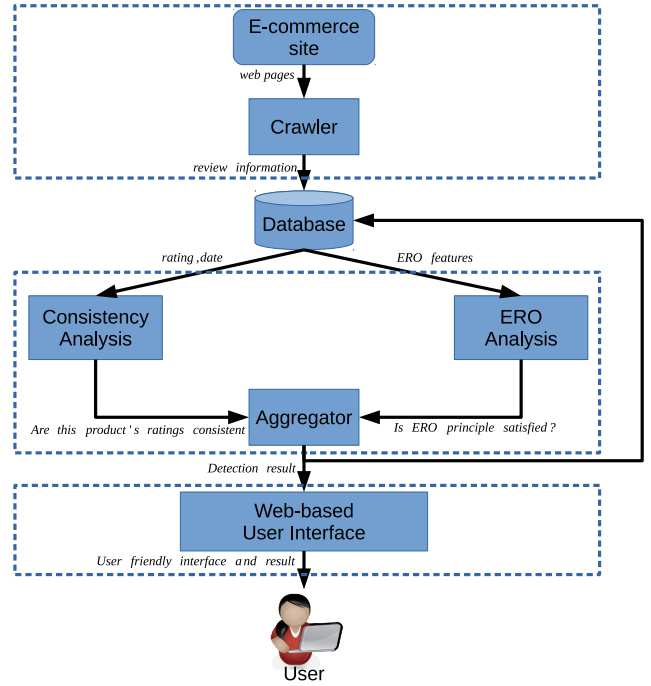 E-commerce
site
web pages
Crawler
review information
Database
rating ,date
ERO features
Consistency
Analysis
ERO
Analysis
Aggregator
Are this product's ratings consistent
Is ERO principle satisfied ?
Detection result
Web-based
User Interface
User friendly interface and result
User